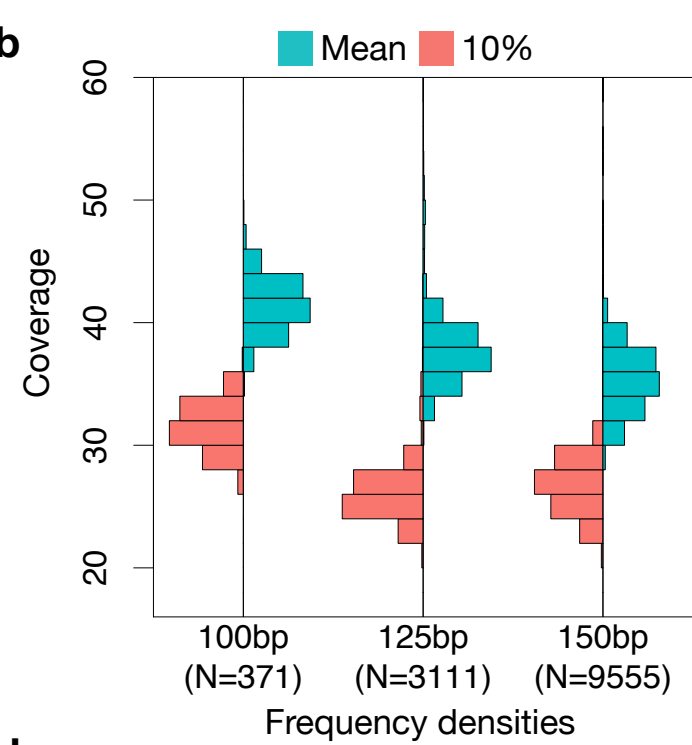 b
Mean 10%
Coverage
60
50
40
30
20
100bp 125bp 150bp
(N=371) (N=3111) (N=9555)
Frequency densities